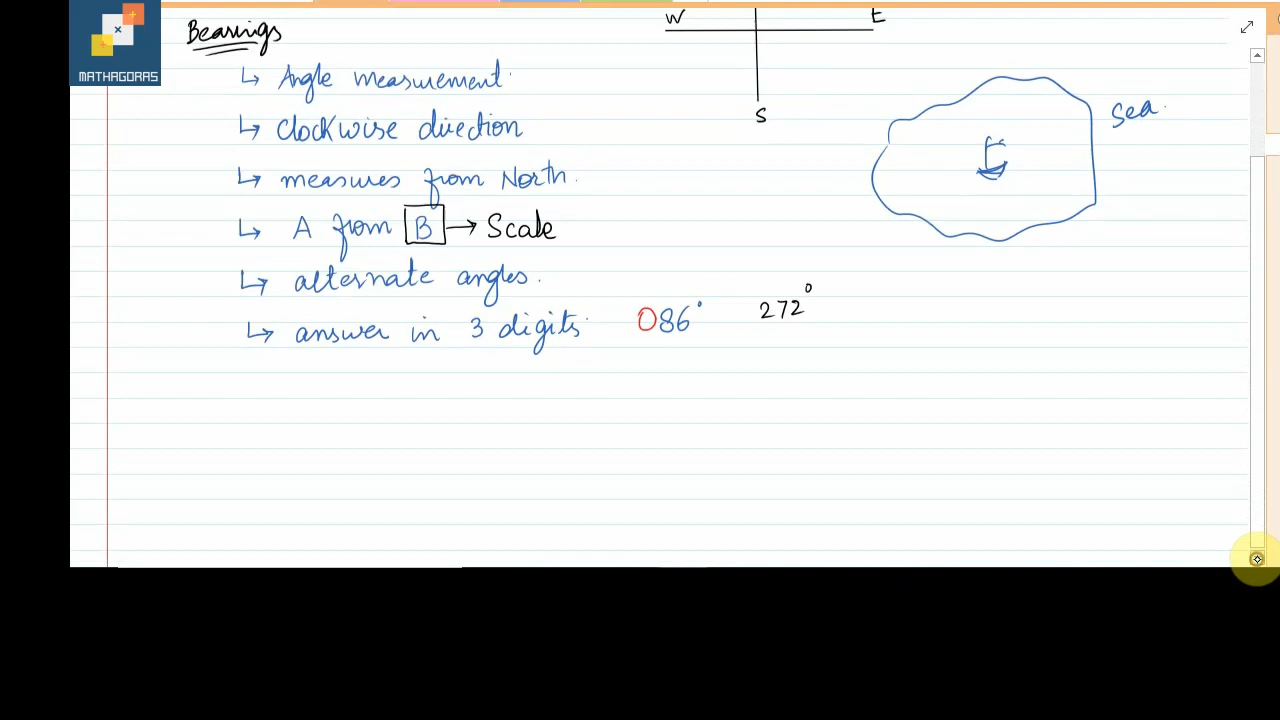 MATHAGORAS
Bearings
↳ Angle measurement.
↳ Clockwise direction
↳ measures from North.
↳ A from B → Scale
↳ alternate angles.
↳ answer in 3 digits. 086° 272°
W E
S
Sea.